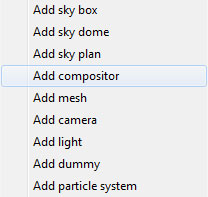 Add sky box
Add sky dome
Add sky plan
Add compositor
Add mesh
Add camera
Add light
Add dummy
Add particle system